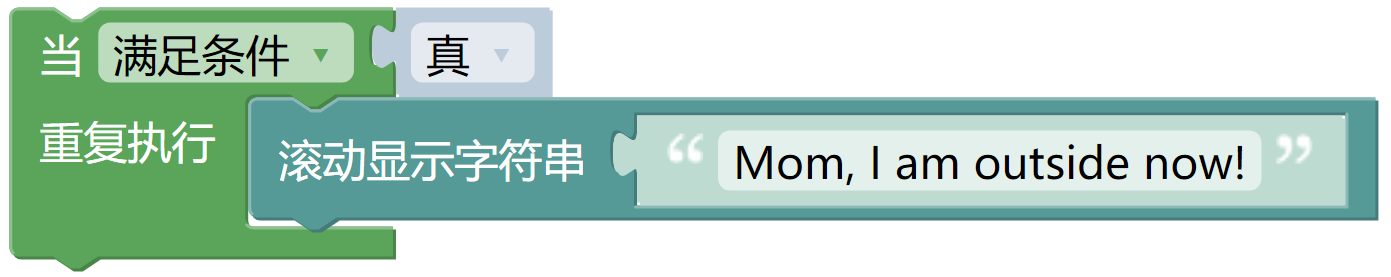 当 满足条件 ▼ 真 ▼
重复执行 滚动显示字符串 “ Mom, I am outside now! ”